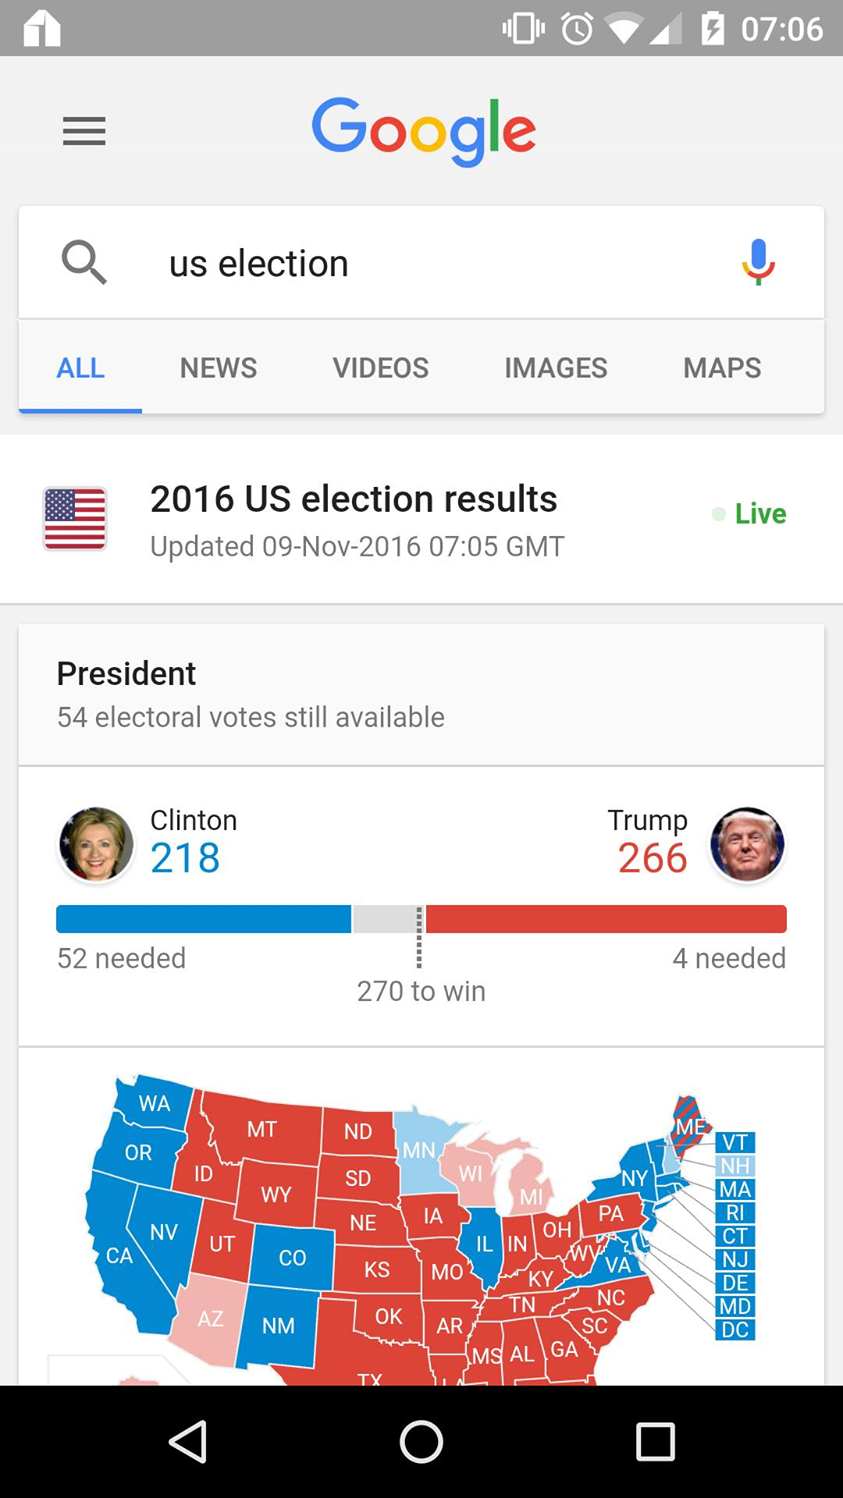 07:06
Google
us election
ALL NEWS VIDEOS IMAGES MAPS
2016 US election results
Live
Updated 09-Nov-2016 07:05 GMT
President
54 electoral votes still available
Clinton Trump
218 266
52 needed 4 needed
270 to win
WA
MT
ND
MN
ME
VT
OR
ID
SD
WI
MI
NH
WY
NY
MA
NV
UT
NE
IA
PA
RI
CA
CO
IL
IN
OH
CT
KS
MO
WV
VA
NJ
KY
DE
AZ
NM
OK
AR
TN
NC
MD
SC
DC
MS
AL
GA
TX
LA